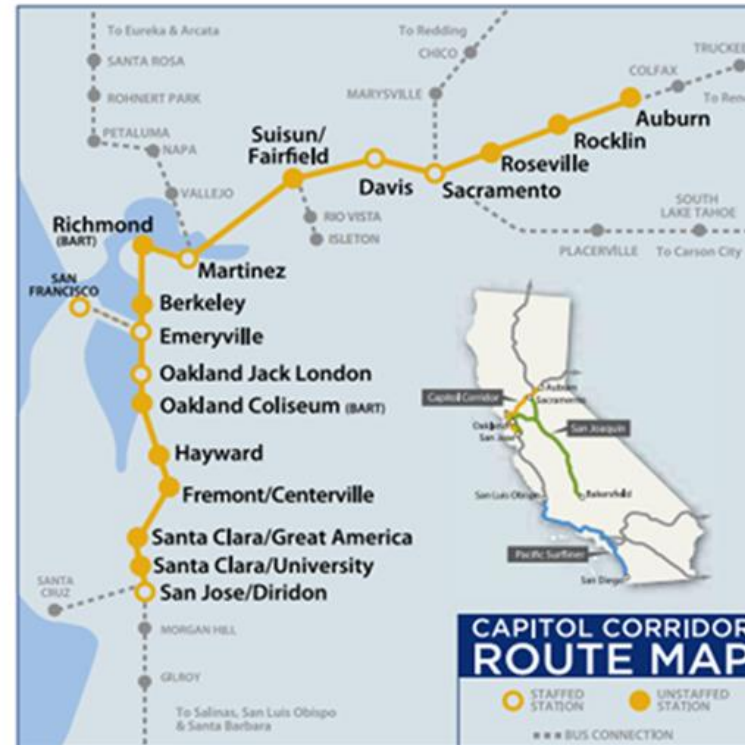 To Eureka & Arcata
SANTA ROSA
ROHNERT PARK
PETALUMA
NAPA
VALLEJO
To Redding
CHICO
MARYSVILLE
TRUCKEE
COLFAX
To Reno
Auburn
Rocklin
Roseville
Sacramento
Davis
Suisun/
Fairfield
RIO VISTA
ISLETON
SOUTH
LAKE TAHOE
PLACERVILLE
To Carson City
Richmond
(BART)
Martinez
SAN
FRANCISCO
Berkeley
Emeryville
Oakland Jack London
Oakland Coliseum (BART)
Hayward
Fremont/Centerville
Santa Clara/Great America
Santa Clara/University
San Jose/Diridon
SANTA
CRUZ
MORGAN HILL
GILROY
To Salinas, San Luis Obispo
& Santa Barbara
Auburn
Sacramento
Capitol Corridor
Oakland
San Jose
San Joaquin
San Luis Obispo
Bakersfield
Pacific Surfliner
San Diego
CAPITOL CORRIDOR
ROUTE MAP
STAFFED
STATION
UNSTAFFED
STATION
BUS CONNECTION